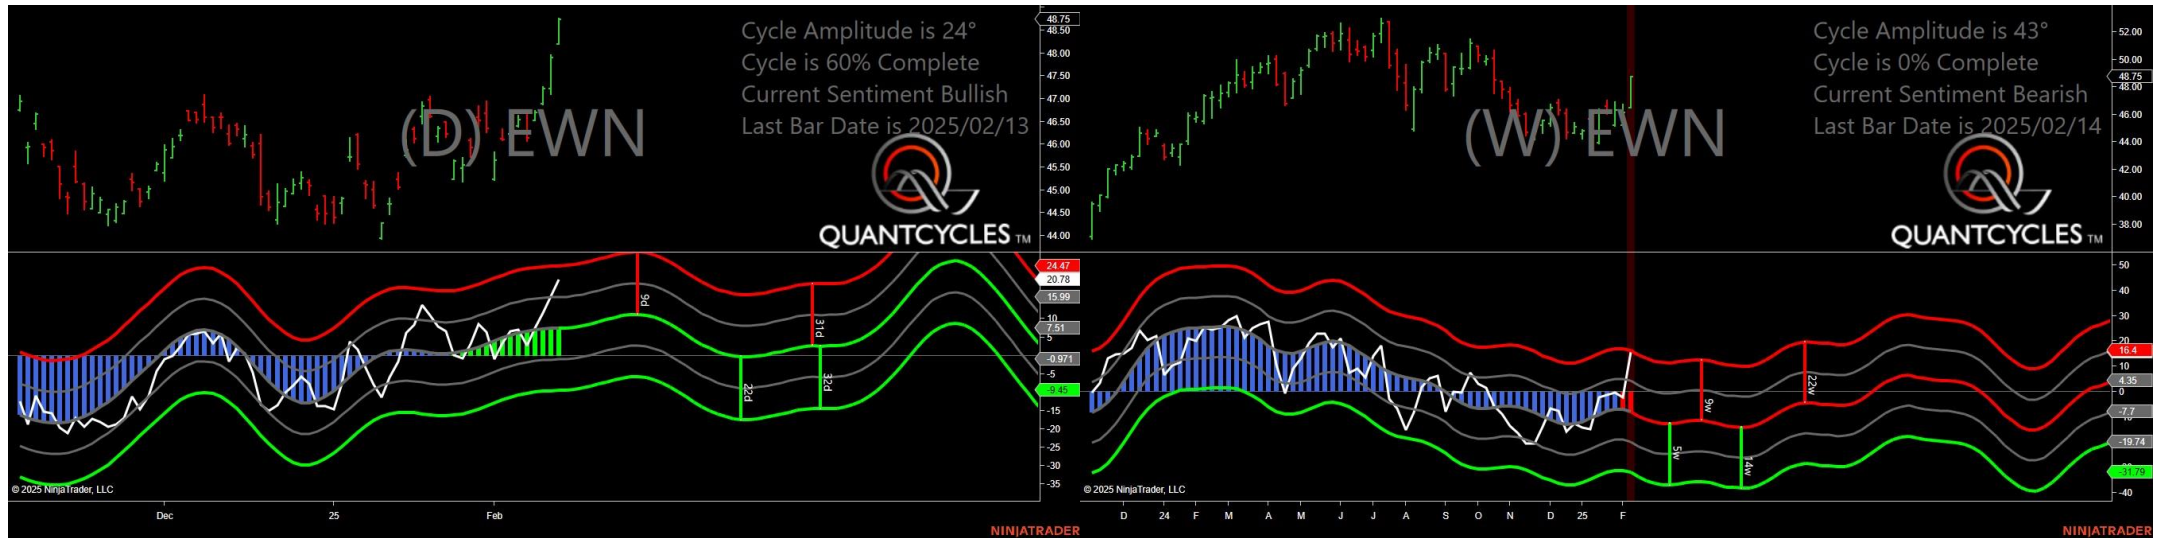 Cycle Amplitude is 24°
Cycle is 60% Complete
Current Sentiment Bullish
Last Bar Date is 2025/02/13
(D) EWN
QUANTCYCLES TM
48.75
48.50
48.00
47.50
47.00
46.50
46.00
45.50
45.00
44.50
44.00
24.47
20.78
15.99
10
7.51
5
-0.971
-5
-9.45
-15
-20
-25
-30
-35
9d
22d
31d
32d
© 2025 NinjaTrader, LLC
Dec
25
Feb
NINJATRADER
Cycle Amplitude is 43°
Cycle is 0% Complete
Current Sentiment Bearish
Last Bar Date is 2025/02/14
(W) EWN
QUANTCYCLES TM
52.00
50.00
48.75
48.00
46.00
44.00
42.00
40.00
38.00
50
40
30
20
16.4
10
4.35
0
-7.7
-19.74
-31.79
-40
5w
9w
14w
22w
© 2025 NinjaTrader, LLC
D 24 F M A M J J A S O N D 25 F
NINJATRADER